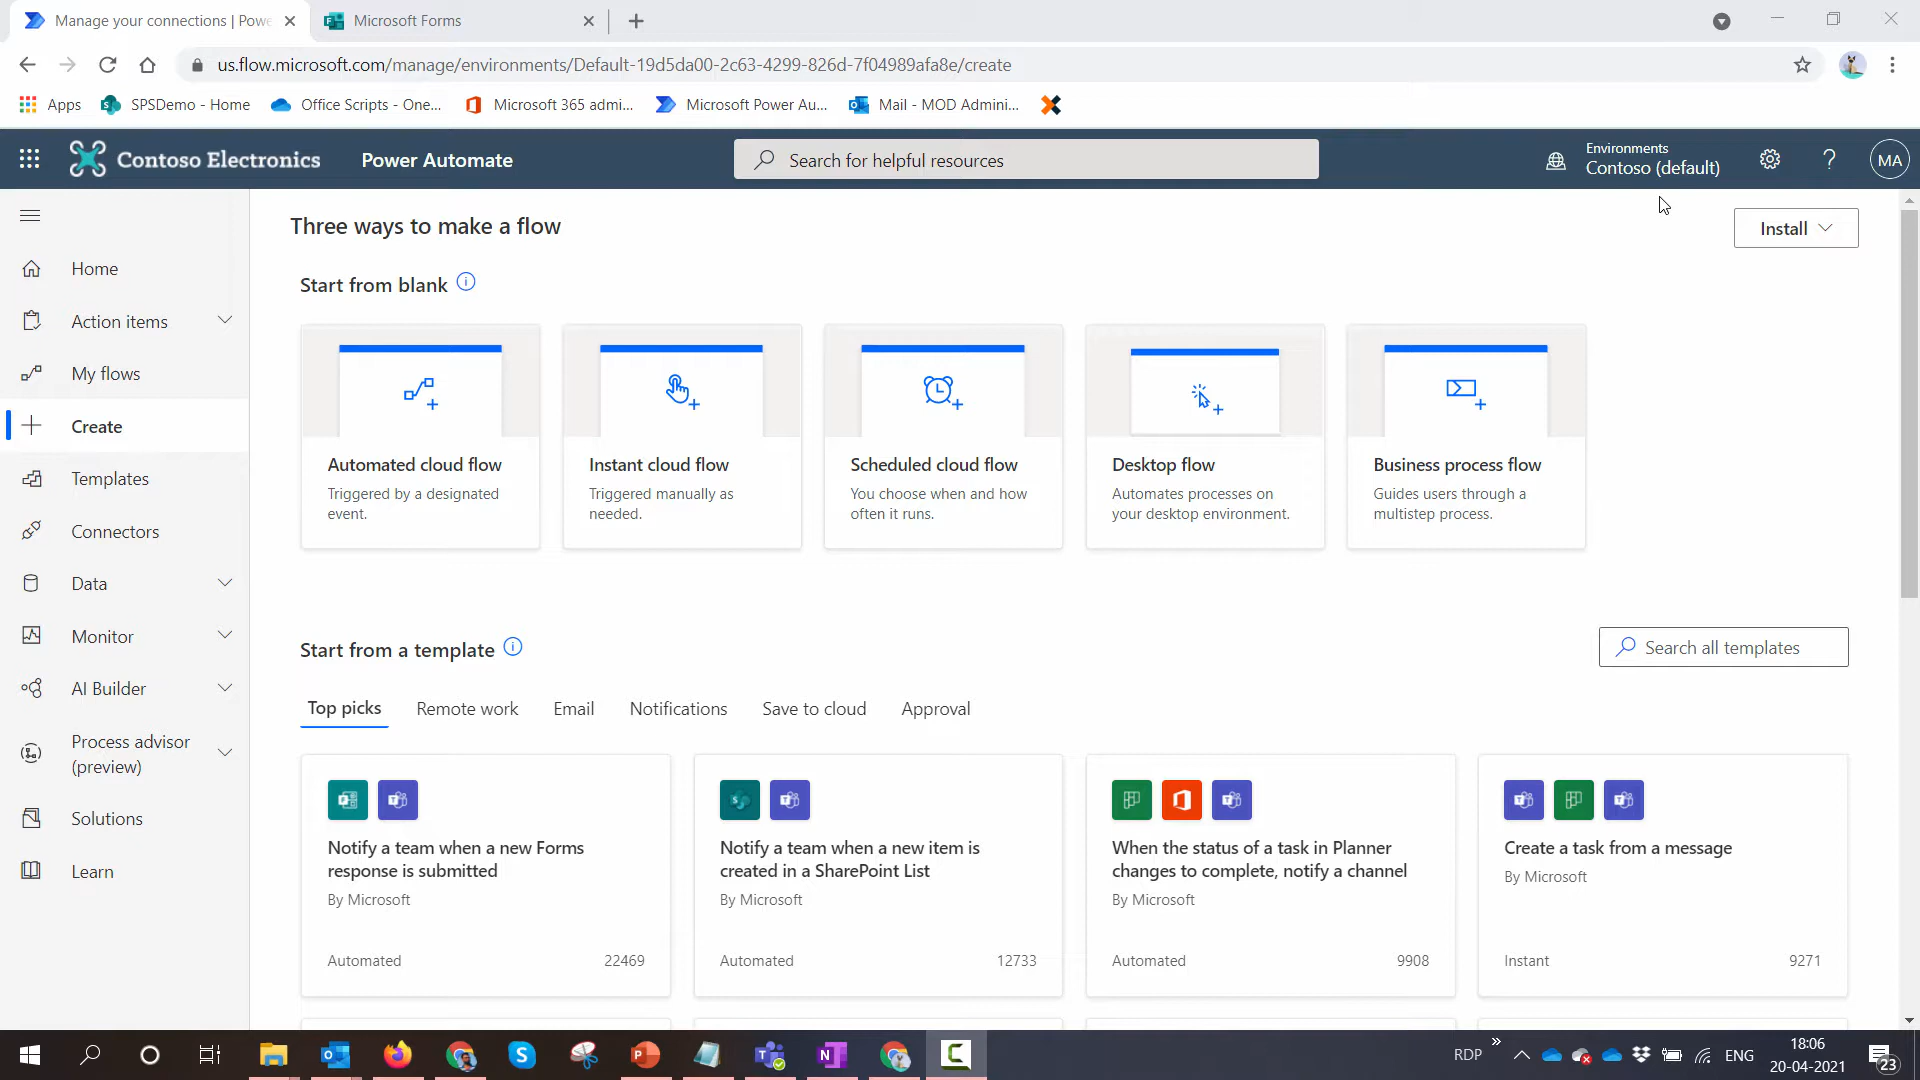 Manage your connections | Powe
Microsoft Forms
us.flow.microsoft.com/manage/environments/Default-19d5da00-2c63-4299-826d-7f04989afa8e/create
Apps
SPSDemo - Home
Office Scripts - One...
Microsoft 365 admi...
Microsoft Power Au...
Mail - MOD Admini...
Contoso Electronics
Power Automate
Search for helpful resources
Environments
Contoso (default)
?
MA
Three ways to make a flow
Install
Home
Action items
My flows
Create
Templates
Connectors
Data
Monitor
AI Builder
Process advisor
(preview)
Solutions
Learn
Start from blank
Automated cloud flow
Triggered by a designated
event.
Instant cloud flow
Triggered manually as
needed.
Scheduled cloud flow
You choose when and how
often it runs.
Desktop flow
Automates processes on
your desktop environment.
Business process flow
Guides users through a
multistep process.
Start from a template
Search all templates
Top picks
Remote work
Email
Notifications
Save to cloud
Approval
Notify a team when a new Forms
response is submitted
By Microsoft
Automated
22469
Notify a team when a new item is
created in a SharePoint List
By Microsoft
Automated
12733
When the status of a task in Planner
changes to complete, notify a channel
By Microsoft
Automated
9908
Create a task from a message
By Microsoft
Instant
9271
RDP
ENG
18:06
20-04-2021
23